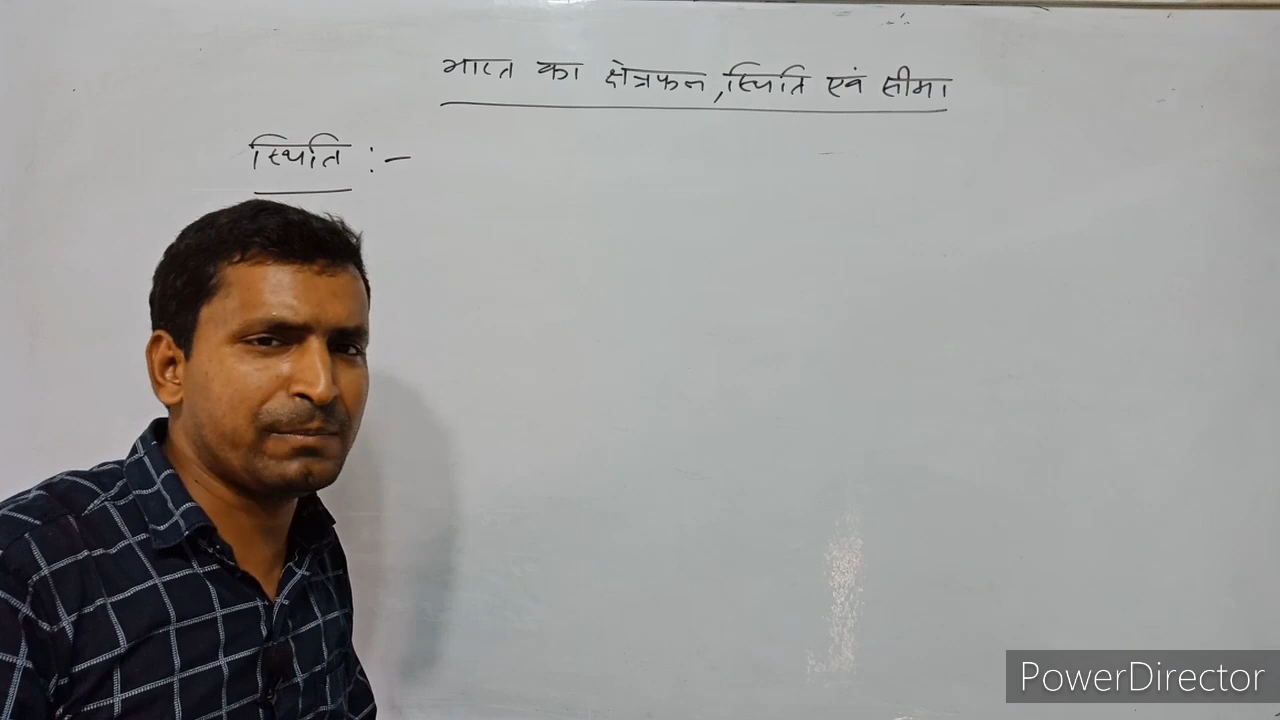 भारत का क्षेत्रफल, स्थिति एवं सीमा
स्थिति :-
PowerDirector